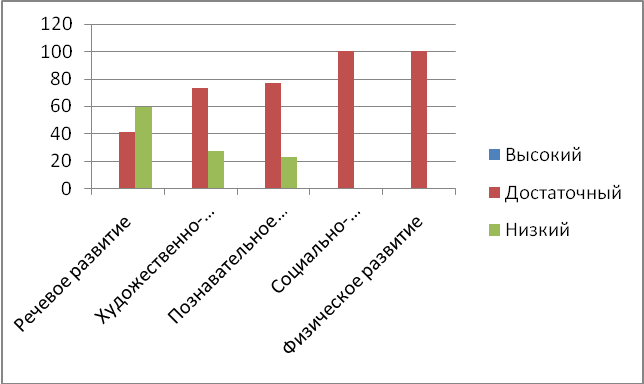 120
100
80
60
40
20
0
Речевое развитие
Художественно-...
Познавательное...
Социально-...
Физическое развитие
Высокий
Достаточный
Низкий